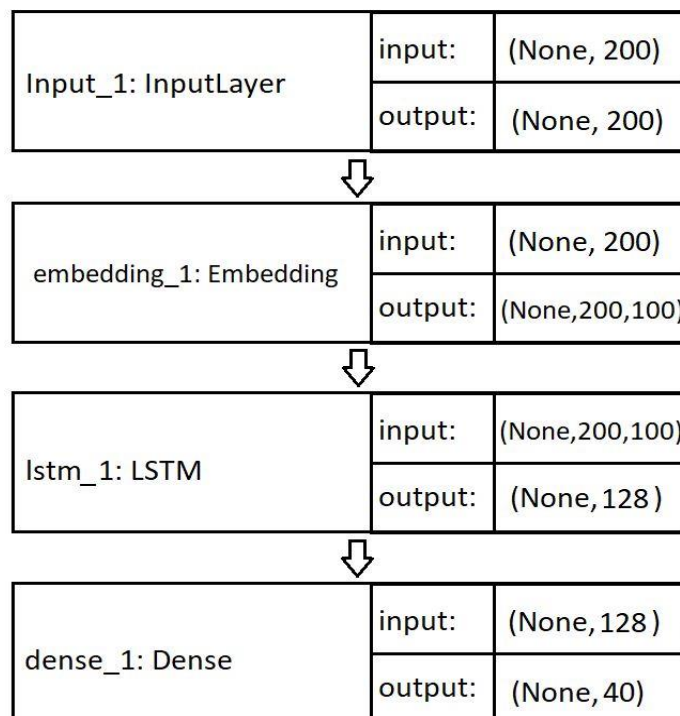 Input_1: InputLayer
input:
(None, 200)
output:
(None, 200)
embedding_1: Embedding
input:
(None, 200)
output:
(None,200,100)
lstm_1: LSTM
input:
(None,200,100)
output:
(None,128)
dense_1: Dense
input:
(None,128)
output:
(None,40)